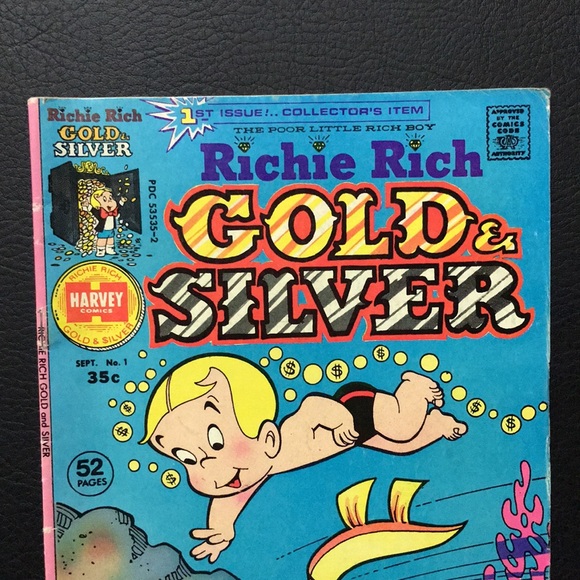 Richie Rich
GOLD &
SILVER
PDC 53535-2
1ST ISSUE!.. COLLECTOR'S ITEM
THE POOR LITTLE RICH BOY
Richie Rich
GOLD &
SILVER
APPROVED
BY THE
COMICS
CODE
AUTHORITY
RICHIE RICH
HARVEY
COMICS
GOLD & SILVER
SEPT. No. 1
35c
52
PAGES
RICHIE RICH GOLD and SILVER
$
$
$
$
$
$
$
$